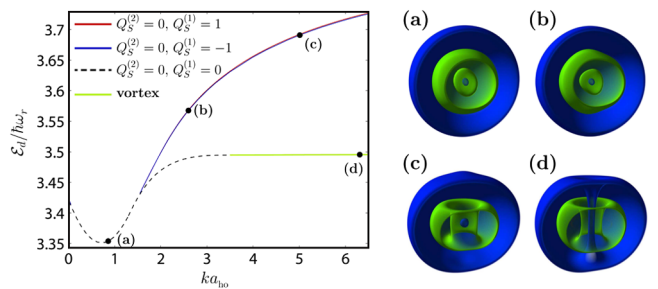 Q_S^(2) = 0, Q_S^(1) = 1
Q_S^(2) = 0, Q_S^(1) = −1
Q_S^(2) = 0, Q_S^(1) = 0
vortex
ℰ_d/ℏω_r
3.7
3.65
3.6
3.55
3.5
3.45
3.4
3.35
0 1 2 3 4 5 6
ka_ho
(a)
(b)
(c)
(d)
(a) (b)
(c) (d)